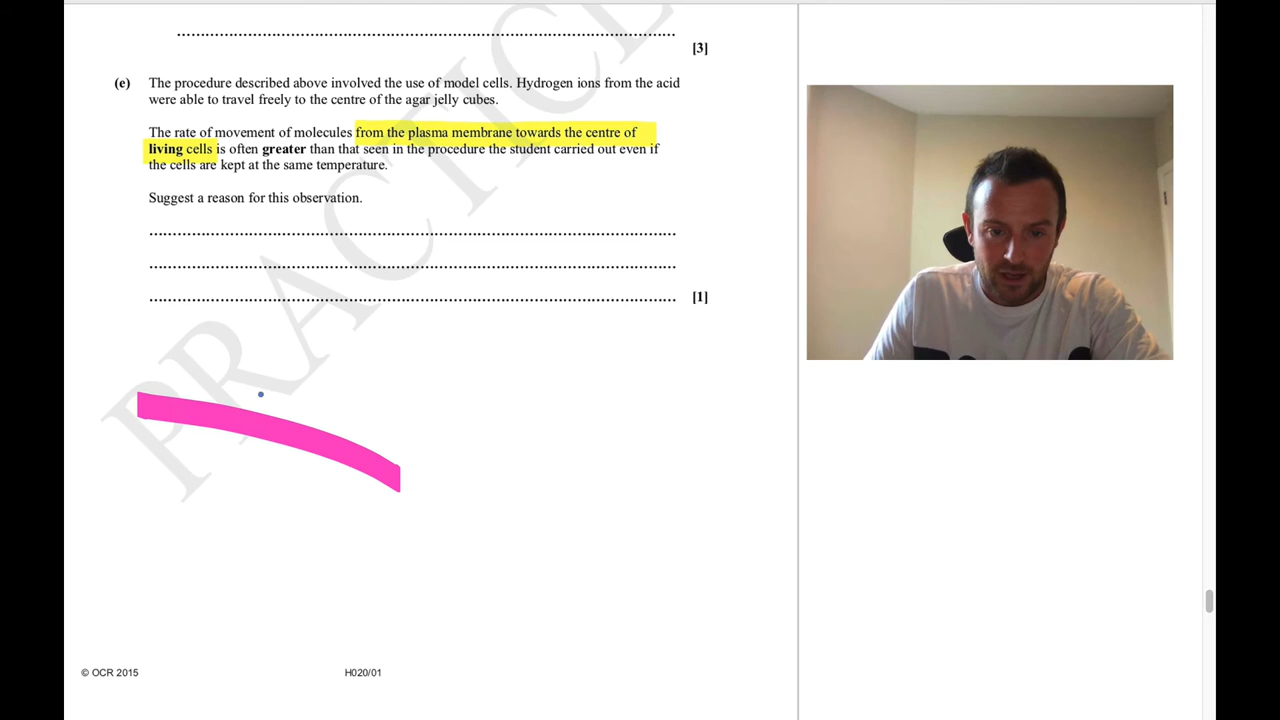 [3]
(e) The procedure described above involved the use of model cells. Hydrogen ions from the acid
were able to travel freely to the centre of the agar jelly cubes.
The rate of movement of molecules from the plasma membrane towards the centre of
living cells is often greater than that seen in the procedure the student carried out even if
the cells are kept at the same temperature.
Suggest a reason for this observation.
[1]
PRACTICE
© OCR 2015 H020/01